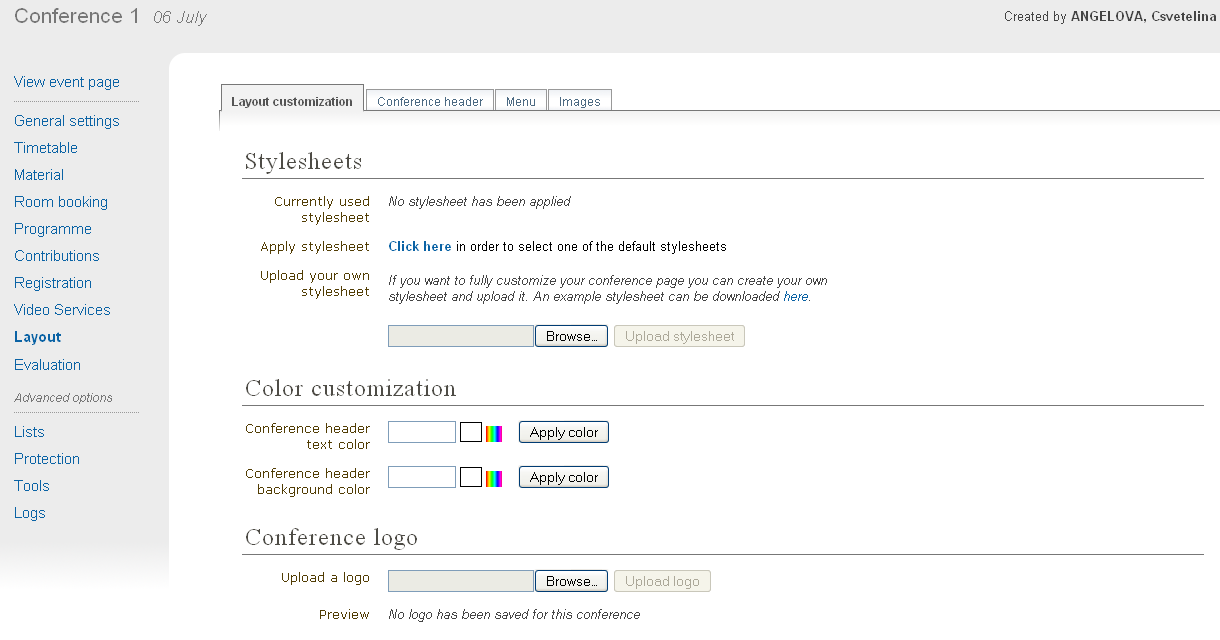 Conference 1 06 July
Created by ANGELOVA, Csvetelina
View event page
General settings
Timetable
Material
Room booking
Programme
Contributions
Registration
Video Services
Layout
Evaluation
Advanced options
Lists
Protection
Tools
Logs
Layout customization
Conference header
Menu
Images
Stylesheets
Currently used
stylesheet
No stylesheet has been applied
Apply stylesheet
Click here in order to select one of the default stylesheets
Upload your own
stylesheet
If you want to fully customize your conference page you can create your own
stylesheet and upload it. An example stylesheet can be downloaded here.
Browse...
Upload stylesheet
Color customization
Conference header
text color
Apply color
Conference header
background color
Apply color
Conference logo
Upload a logo
Browse...
Upload logo
Preview
No logo has been saved for this conference